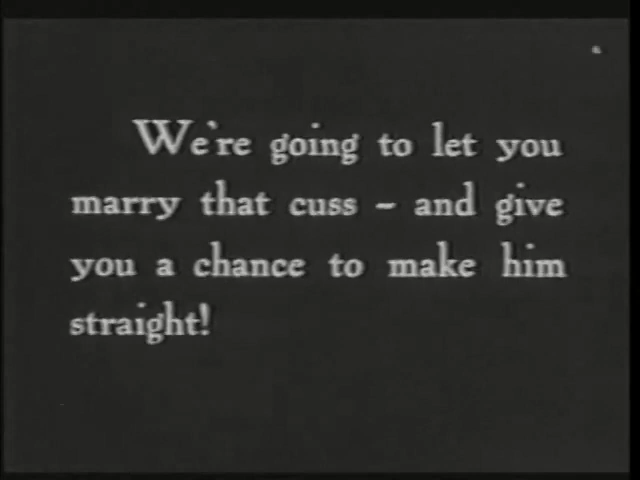 We're going to let you
marry that cuss - and give
you a chance to make him
straight!